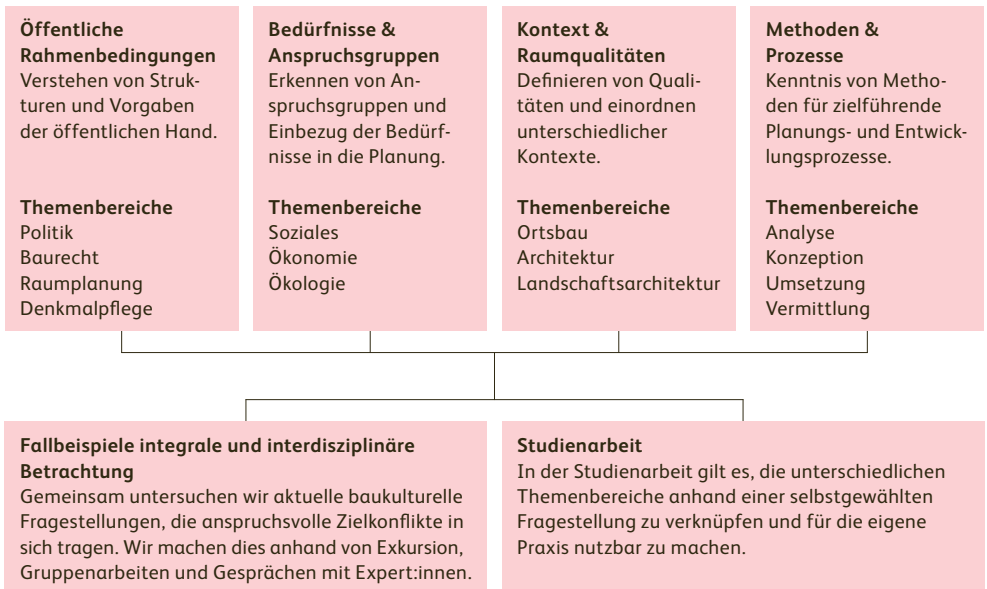 Öffentliche
Rahmenbedingungen
Verstehen von Struk-
turen und Vorgaben
der öffentlichen Hand.
Themenbereiche
Politik
Baurecht
Raumplanung
Denkmalpflege
Bedürfnisse &
Anspruchsgruppen
Erkennen von An-
spruchsgruppen und
Einbezug der Bedürf-
nisse in die Planung.
Themenbereiche
Soziales
Ökonomie
Ökologie
Kontext &
Raumqualitäten
Definieren von Quali-
täten und einordnen
unterschiedlicher
Kontexte.
Themenbereiche
Ortsbau
Architektur
Landschaftsarchitektur
Methoden &
Prozesse
Kenntnis von Metho-
den für zielführende
Planungs- und Entwick-
lungsprozesse.
Themenbereiche
Analyse
Konzeption
Umsetzung
Vermittlung
Fallbeispiele integrale und interdisziplinäre
Betrachtung
Gemeinsam untersuchen wir aktuelle baukulturelle
Fragestellungen, die anspruchsvolle Zielkonflikte in
sich tragen. Wir machen dies anhand von Exkursion,
Gruppenarbeiten und Gesprächen mit Expert:innen.
Studienarbeit
In der Studienarbeit gilt es, die unterschiedlichen
Themenbereiche anhand einer selbstgewählten
Fragestellung zu verknüpfen und für die eigene
Praxis nutzbar zu machen.